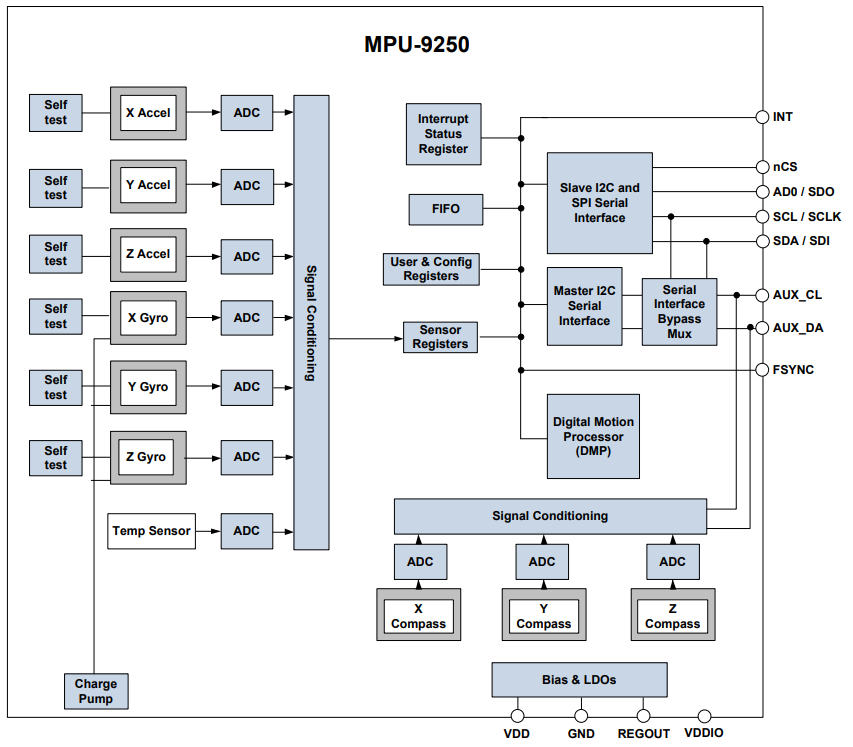 MPU-9250
Self
test
X Accel
ADC
Self
test
Y Accel
ADC
Self
test
Z Accel
ADC
Self
test
X Gyro
ADC
Self
test
Y Gyro
ADC
Self
test
Z Gyro
ADC
Temp Sensor
ADC
Signal Conditioning
Charge
Pump
Interrupt
Status
Register
FIFO
User & Config
Registers
Sensor
Registers
Slave I2C and
SPI Serial
Interface
Master I2C
Serial
Interface
Serial
Interface
Bypass
Mux
Digital Motion
Processor
(DMP)
INT
nCS
AD0 / SDO
SCL / SCLK
SDA / SDI
AUX_CL
AUX_DA
FSYNC
Signal Conditioning
ADC
ADC
ADC
X
Compass
Y
Compass
Z
Compass
Bias & LDOs
VDD
GND
REGOUT
VDDIO